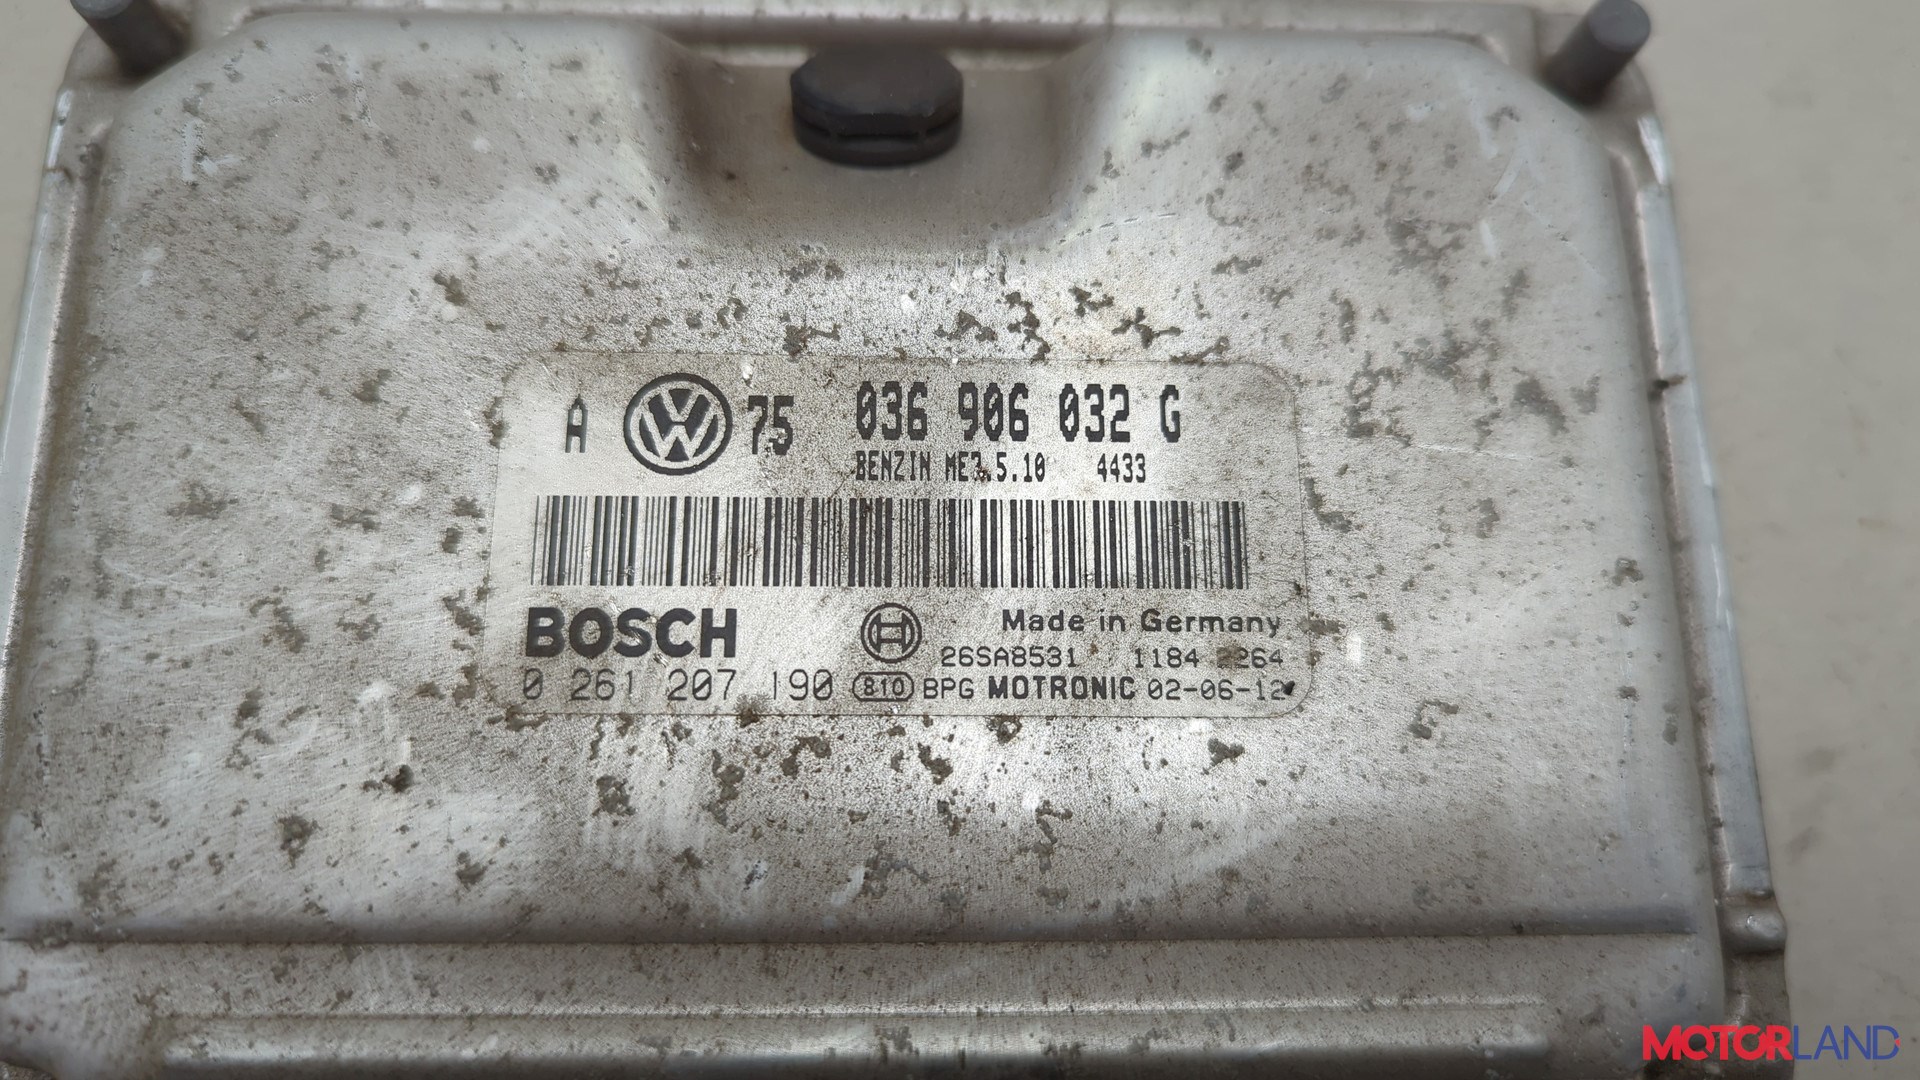 A VW 75 036 906 032 G
BENZIN ME7.5.10 4433
BOSCH
Made in Germany
26SA8531 1184 2264
0 261 207 190 810 BPG MOTRONIC 02-06-12
MOTORLAND